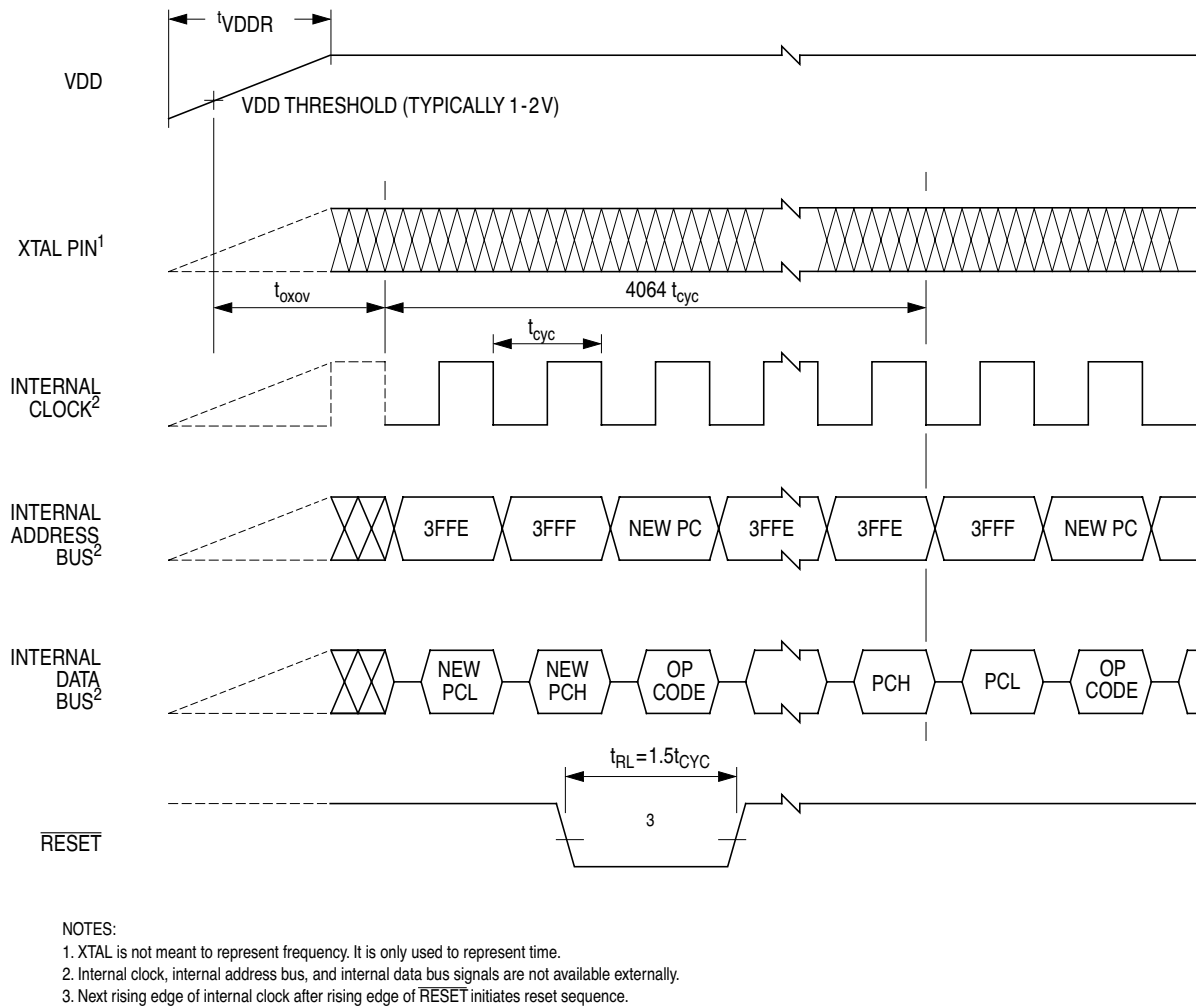 tVDDR
VDD
VDD THRESHOLD (TYPICALLY 1-2V)
XTAL PIN1
toxov
4064 tcyc
tcyc
INTERNAL
CLOCK2
INTERNAL
ADDRESS
BUS2
3FFE
3FFF
NEW PC
3FFE
3FFE
3FFF
NEW PC
INTERNAL
DATA
BUS2
NEW
PCL
NEW
PCH
OP
CODE
PCH
PCL
OP
CODE
tRL=1.5tCYC
3
RESET
NOTES:
1. XTAL is not meant to represent frequency. It is only used to represent time.
2. Internal clock, internal address bus, and internal data bus signals are not available externally.
3. Next rising edge of internal clock after rising edge of RESET initiates reset sequence.